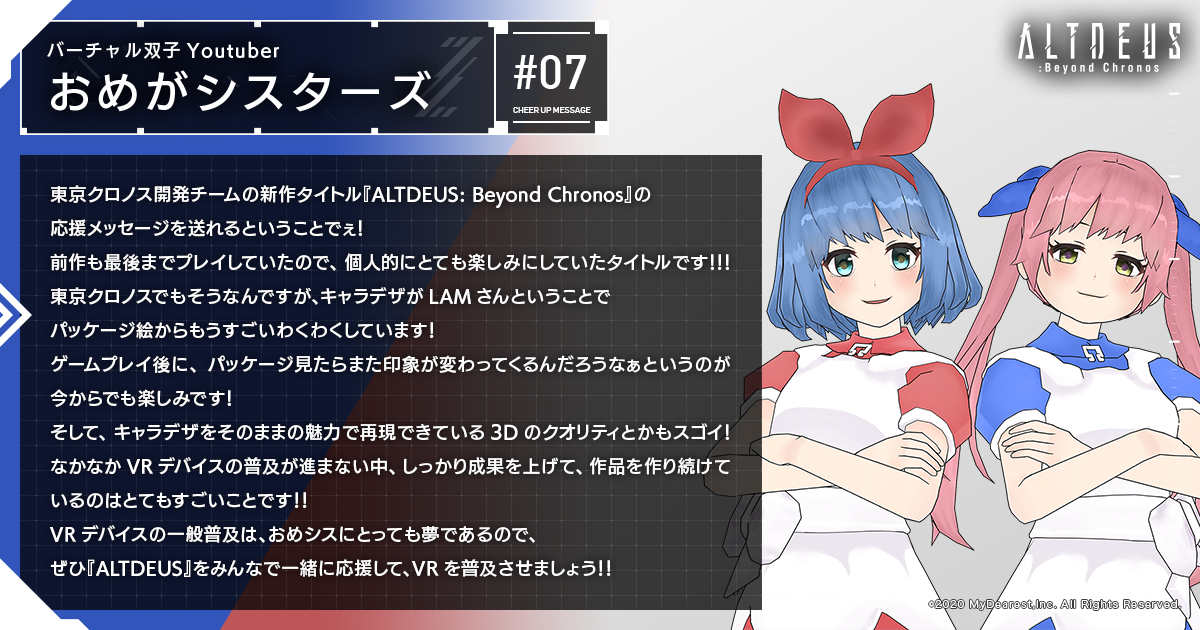 バーチャル双子 Youtuber
おめがシスターズ
#07
CHEER UP MESSAGE
ALTDEUS
:Beyond Chronos
東京クロノス開発チームの新作タイトル『ALTDEUS: Beyond Chronos』の
応援メッセージを送れるということでぇ!
前作も最後までプレイしていたので、個人的にとても楽しみにしていたタイトルです!!!
東京クロノスでもそうなんですが、キャラデザが LAM さんということで
パッケージ絵からもうすごいわくわくしています!
ゲームプレイ後に、パッケージ見たらまた印象が変わってくるんだろうなぁというのが
今からでも楽しみです!
そして、キャラデザをそのままの魅力で再現できている 3D のクオリティとかもスゴイ!
なかなか VR デバイスの普及が進まない中、しっかり成果を上げて、作品を作り続けて
いるのはとてもすごいことです!!
VR デバイスの一般普及は、おめシスにとっても夢であるので、
ぜひ『ALTDEUS』をみんなで一緒に応援して、VR を普及させましょう!!
©2020 MyDearest,Inc. All Rights Reserved.